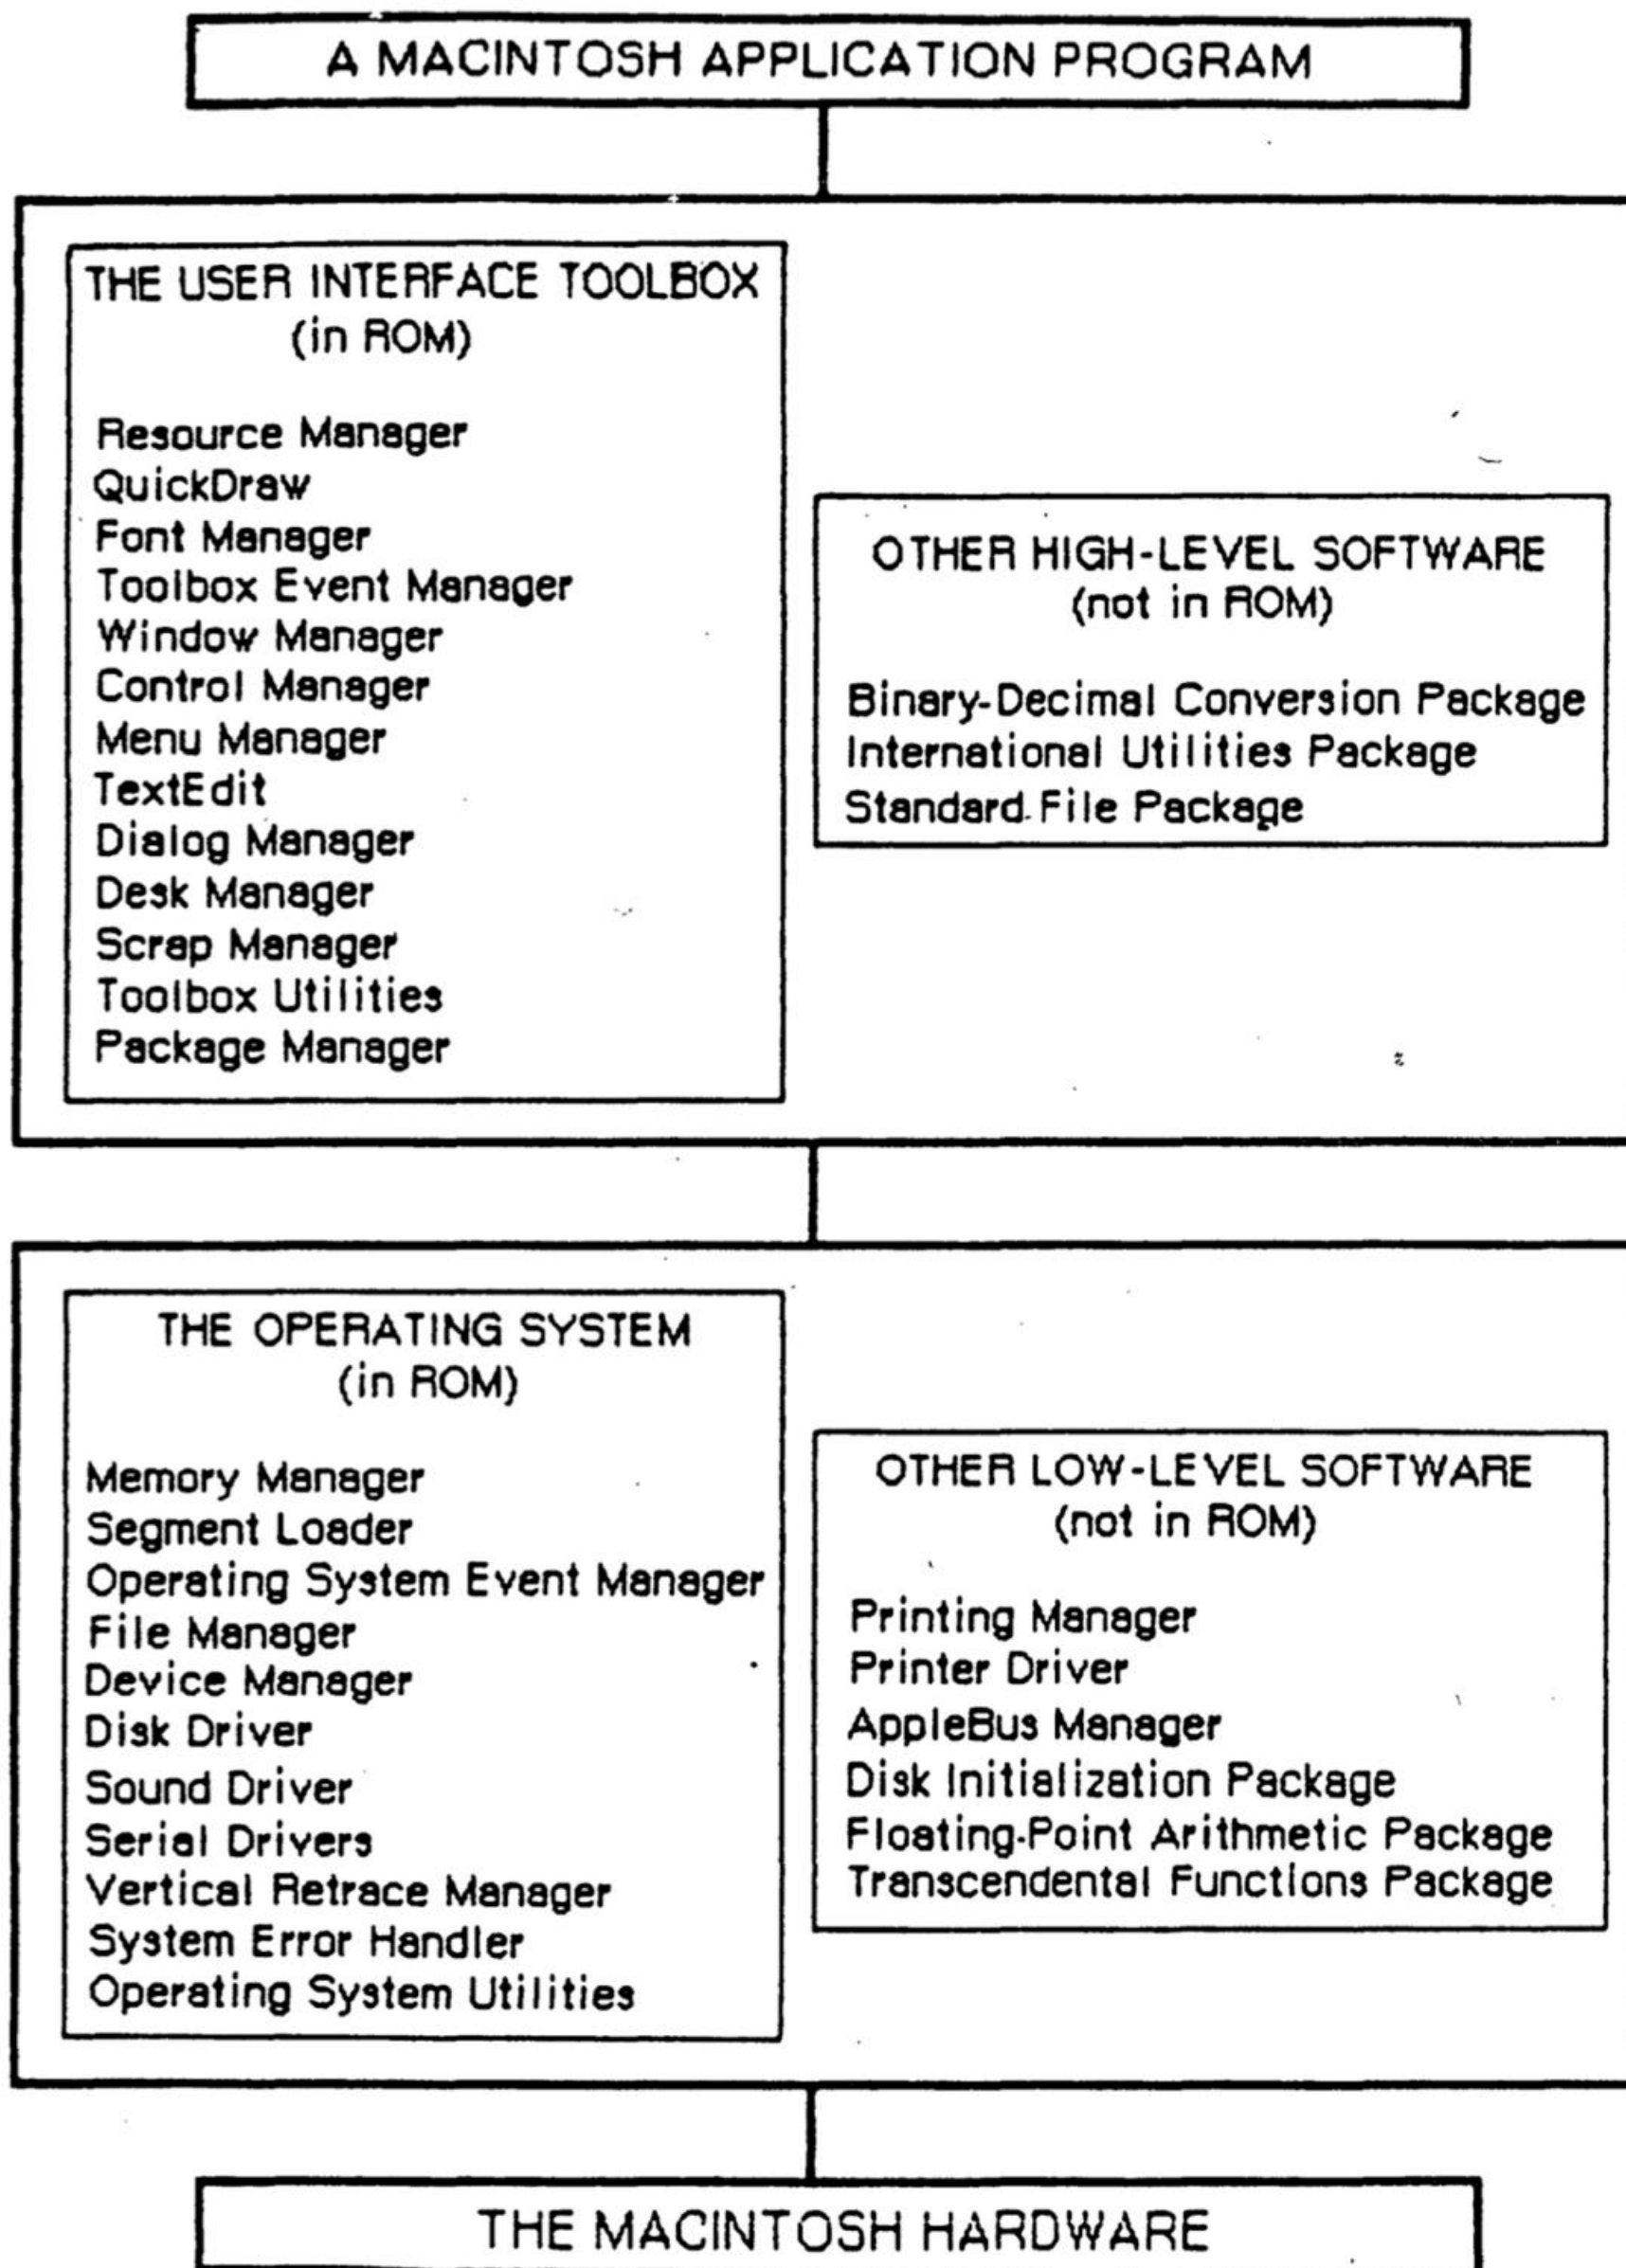 A MACINTOSH APPLICATION PROGRAM
THE USER INTERFACE TOOLBOX
(in ROM)
Resource Manager
QuickDraw
Font Manager
Toolbox Event Manager
Window Manager
Control Manager
Menu Manager
TextEdit
Dialog Manager
Desk Manager
Scrap Manager
Toolbox Utilities
Package Manager
OTHER HIGH-LEVEL SOFTWARE
(not in ROM)
Binary-Decimal Conversion Package
International Utilities Package
Standard File Package
THE OPERATING SYSTEM
(in ROM)
Memory Manager
Segment Loader
Operating System Event Manager
File Manager
Device Manager
Disk Driver
Sound Driver
Serial Drivers
Vertical Retrace Manager
System Error Handler
Operating System Utilities
OTHER LOW-LEVEL SOFTWARE
(not in ROM)
Printing Manager
Printer Driver
AppleBus Manager
Disk Initialization Package
Floating-Point Arithmetic Package
Transcendental Functions Package
THE MACINTOSH HARDWARE